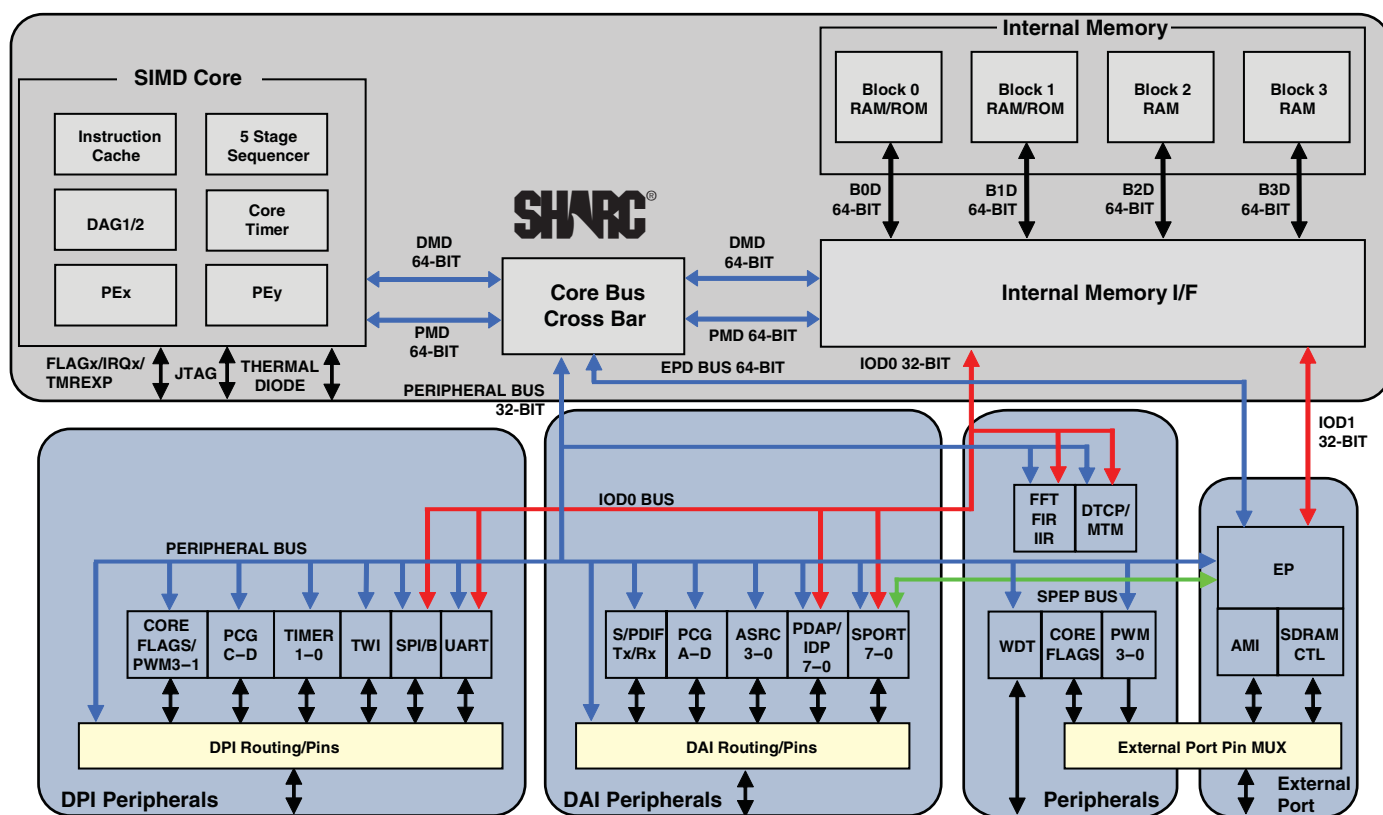 Internal Memory
SIMD Core
Block 0
RAM/ROM
Block 1
RAM/ROM
Block 2
RAM
Block 3
RAM
Instruction
Cache
5 Stage
Sequencer
DAG1/2
Core
Timer
PEx
PEy
B0D
64-BIT
B1D
64-BIT
B2D
64-BIT
B3D
64-BIT
SHARC®
DMD
64-BIT
DMD
64-BIT
Core Bus
Cross Bar
Internal Memory I/F
PMD
64-BIT
PMD 64-BIT
FLAGx/IRQx/
TMREXP
JTAG
THERMAL
DIODE
EPD BUS 64-BIT
IOD0 32-BIT
PERIPHERAL BUS
32-BIT
IOD1
32-BIT
IOD0 BUS
FFT
FIR
IIR
DTCP/
MTM
PERIPHERAL BUS
EP
SPEP BUS
CORE
FLAGS/
PWM3–1
PCG
C–D
TIMER
1–0
TWI
SPI/B
UART
S/PDIF
Tx/Rx
PCG
A–D
ASRC
3–0
PDAP/
IDP
7–0
SPORT
7–0
WDT
CORE
FLAGS
PWM
3–0
AMI
SDRAM
CTL
DPI Routing/Pins
DAI Routing/Pins
External Port Pin MUX
DPI Peripherals
DAI Peripherals
Peripherals
External
Port